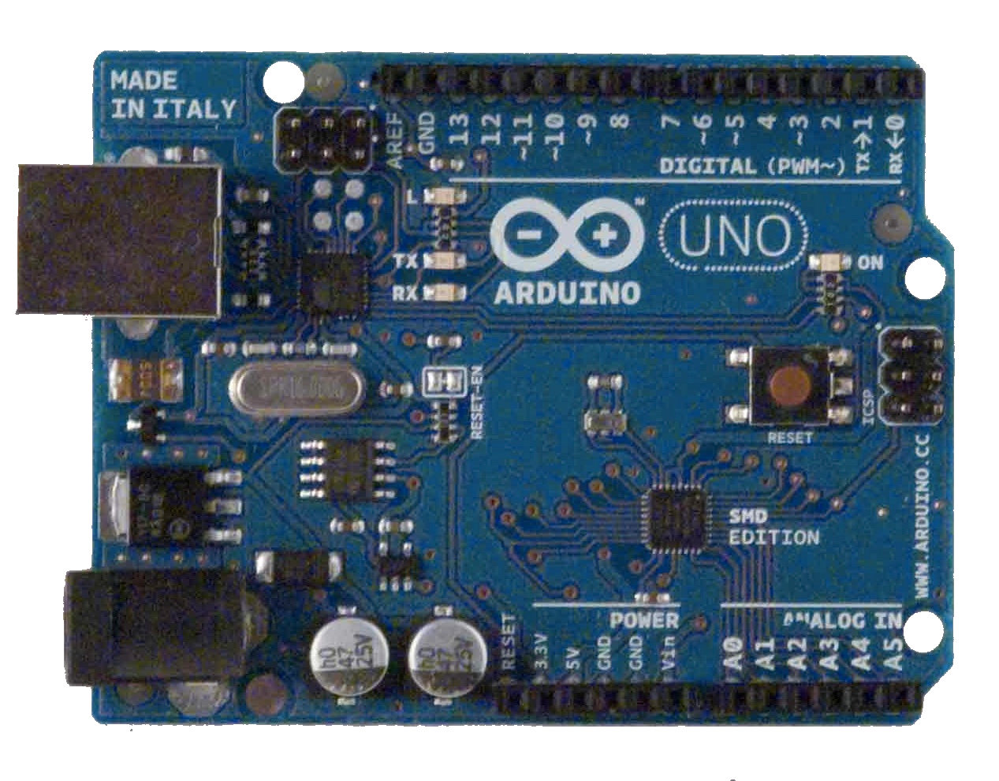 MADE
IN ITALY
AREF
GND
13
12
~11
~10
~9
8
7
~6
~5
4
~3
2
TX→1
RX←0
DIGITAL (PWM~)
L
TX
RX
UNO
ARDUINO
ON
RESET-EN
RESET
ICSP
WWW.ARDUINO.CC
SMD
EDITION
h0
47
25V
h0
47
25V
POWER
ANALOG IN
RESET
3.3V
5V
GND
GND
Vin
A0
A1
A2
A3
A4
A5